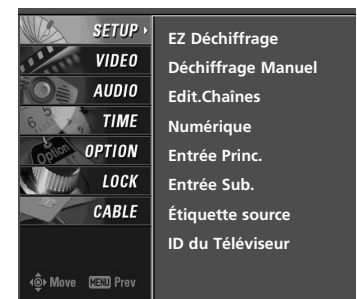 SETUP
VIDEO
AUDIO
TIME
OPTION
LOCK
CABLE
Move MENU Prev
EZ Déchiffrage
Déchiffrage Manuel
Edit.Chaînes
Numérique
Entrée Princ.
Entrée Sub.
Étiquette source
ID du Téléviseur